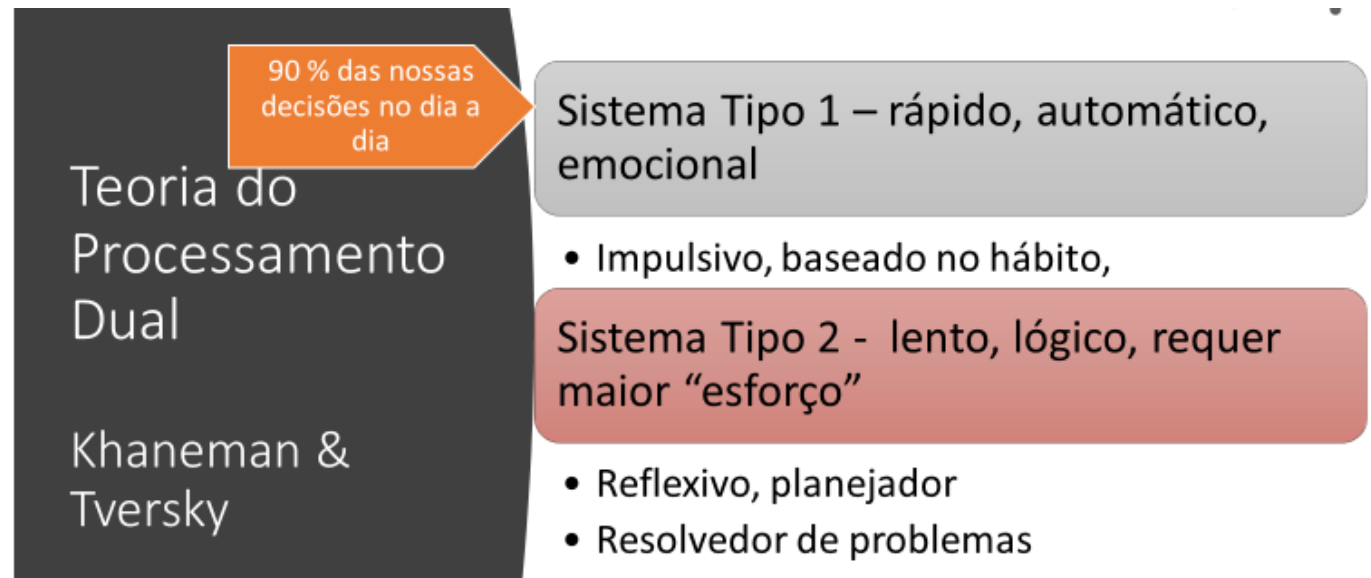 90 % das nossas
decisões no dia a
dia
Teoria do
Processamento
Dual
Khaneman &
Tversky
Sistema Tipo 1 – rápido, automático,
emocional
• Impulsivo, baseado no hábito,
Sistema Tipo 2 - lento, lógico, requer
maior “esforço”
• Reflexivo, planejador
• Resolvedor de problemas